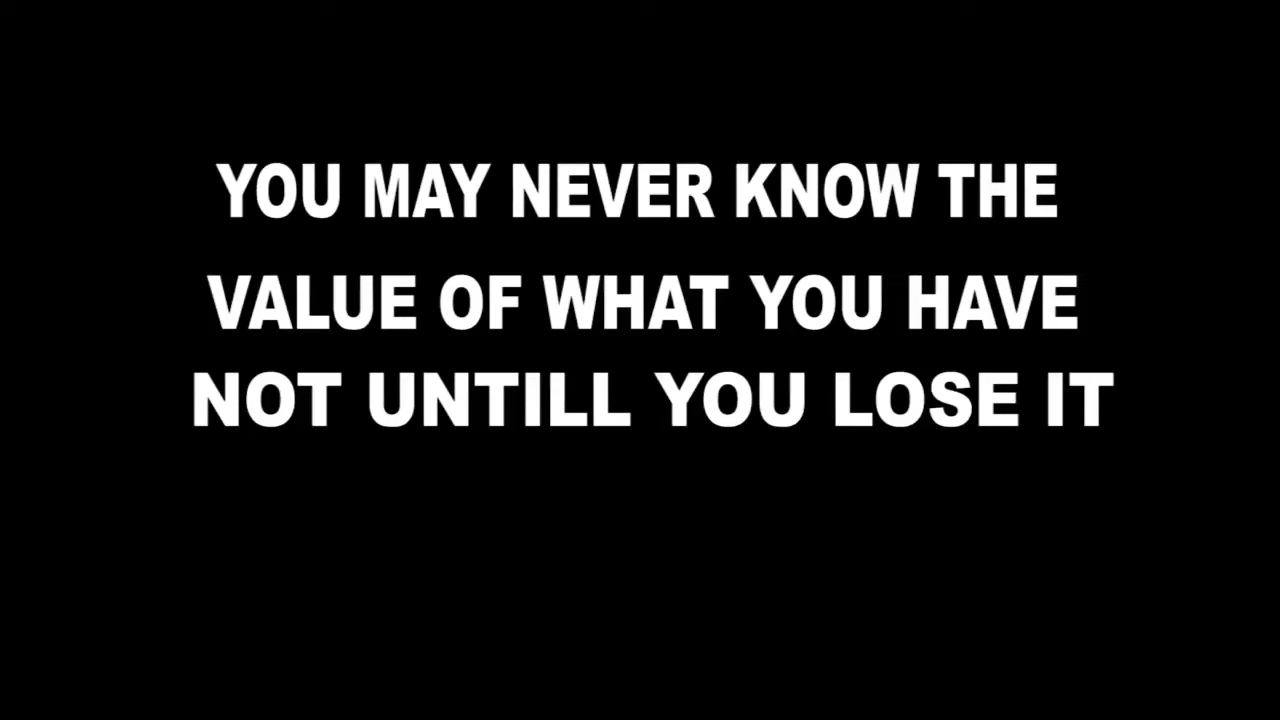 YOU MAY NEVER KNOW THE
VALUE OF WHAT YOU HAVE
NOT UNTILL YOU LOSE IT